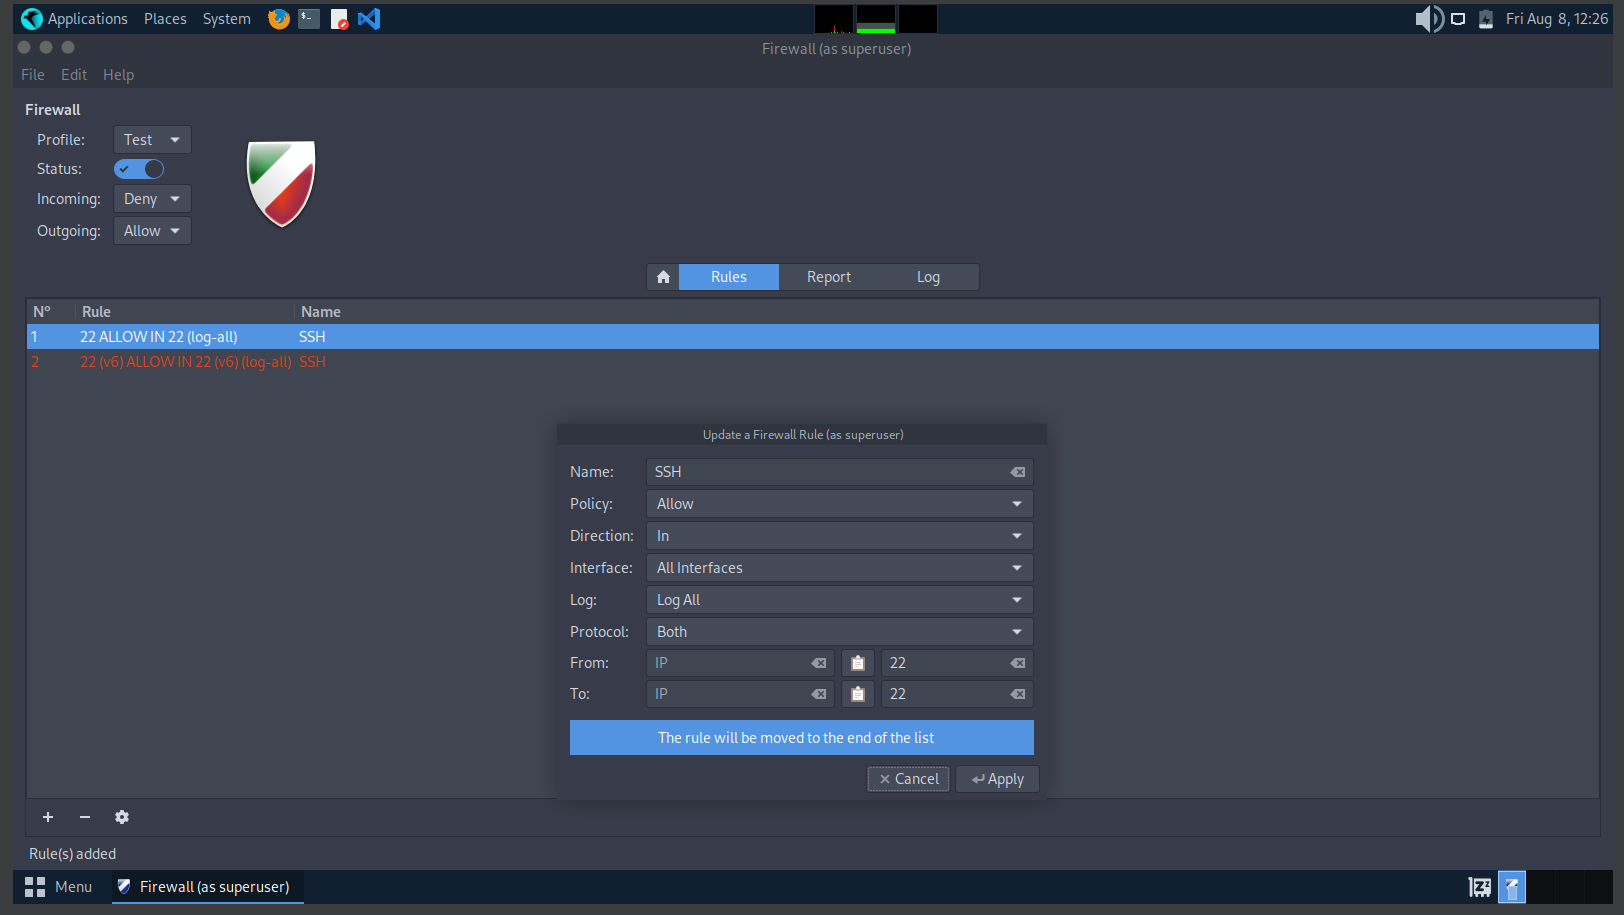 Applications Places System Fri Aug 8, 12:26
Firewall (as superuser)
File Edit Help
Firewall
Profile: Test
Status:
Incoming: Deny
Outgoing: Allow
Rules Report Log
Nº Rule Name
1 22 ALLOW IN 22 (log-all) SSH
2 22 (v6) ALLOW IN 22 (v6) (log-all) SSH
Update a Firewall Rule (as superuser)
Name: SSH
Policy: Allow
Direction: In
Interface: All Interfaces
Log: Log All
Protocol: Both
From: IP 22
To: IP 22
The rule will be moved to the end of the list
Cancel Apply
Rule(s) added
Menu Firewall (as superuser)